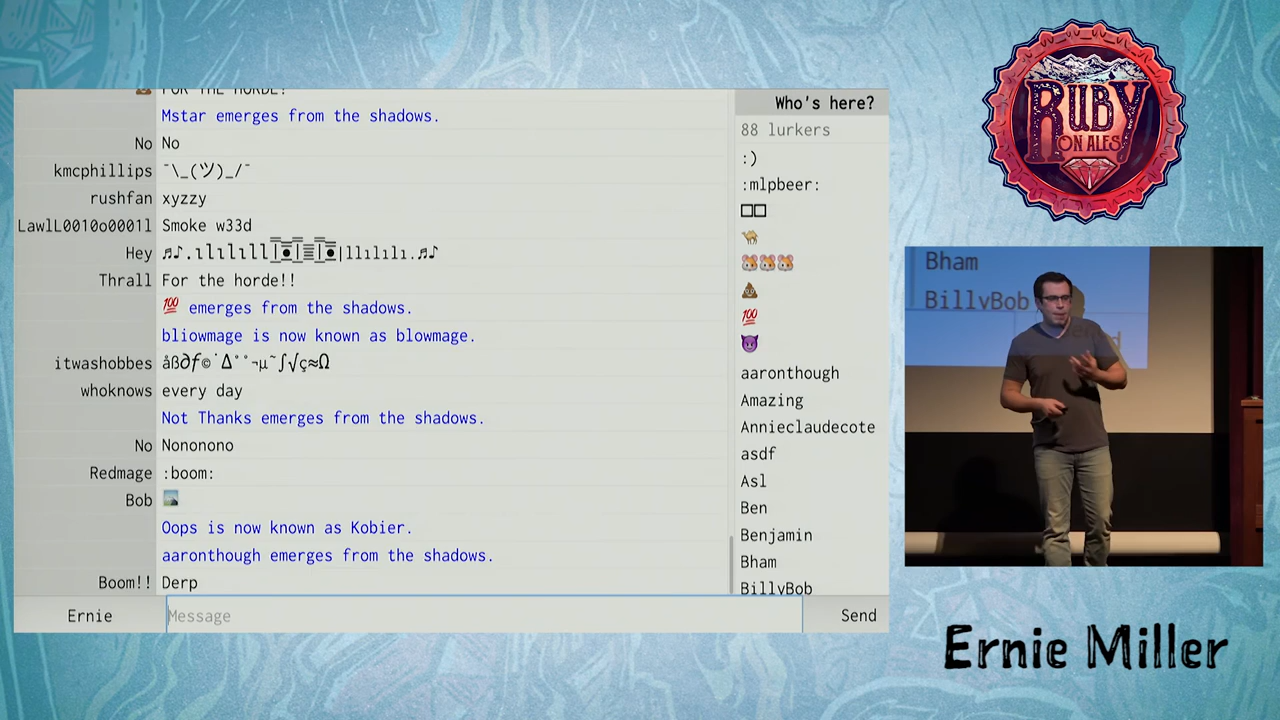 FOR THE HORDE!
Mstar emerges from the shadows.
No No
kmcphillips ¯\_(ツ)_/¯
rushfan xyzzy
LawlL0010o0001l Smoke w33d
Hey ♬♪.ılılıll|̲̅̅●̲̅̅|̲̅̅=̲̅̅|̲̅̅●̲̅̅|llılılı.♬♪
Thrall For the horde!!
💯 emerges from the shadows.
bliowmage is now known as blowmage.
itwashobbes åß∂ƒ©˙∆˚˚¬µ˜∫√ç≈Ω
whoknows every day
Not Thanks emerges from the shadows.
No Nononono
Redmage :boom:
Bob
Oops is now known as Kobier.
aaronthough emerges from the shadows.
Boom!! Derp
Ernie Message Send
Who's here?
88 lurkers
:)
:mlpbeer:
🐪
🐹🐹🐹
💩
💯
😈
aaronthough
Amazing
Annieclaudecote
asdf
Asl
Ben
Benjamin
Bham
BillyBob
RUBY
ON ALES
Bham
BillyBob
Ernie Miller